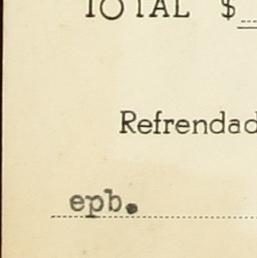 TOTAL $
Refrendad
epb.